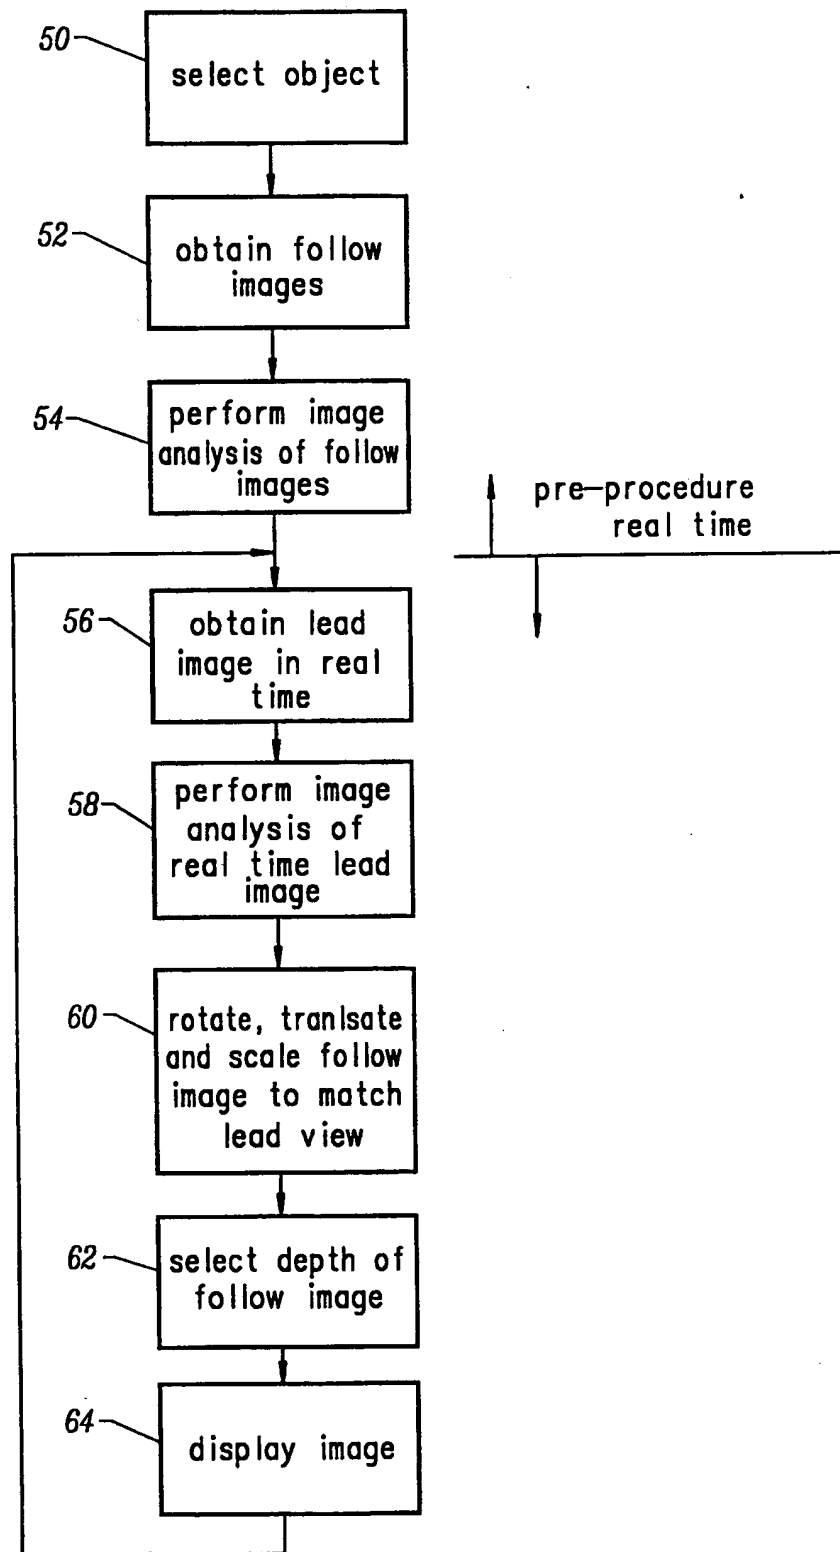 50
select object
52
obtain follow
images
54
perform image
analysis of follow
images
pre-procedure
real time
56
obtain lead
image in real
time
58
perform image
analysis of
real time lead
image
60
rotate, tranlsate
and scale follow
image to match
lead view
62
select depth of
follow image
64
display image